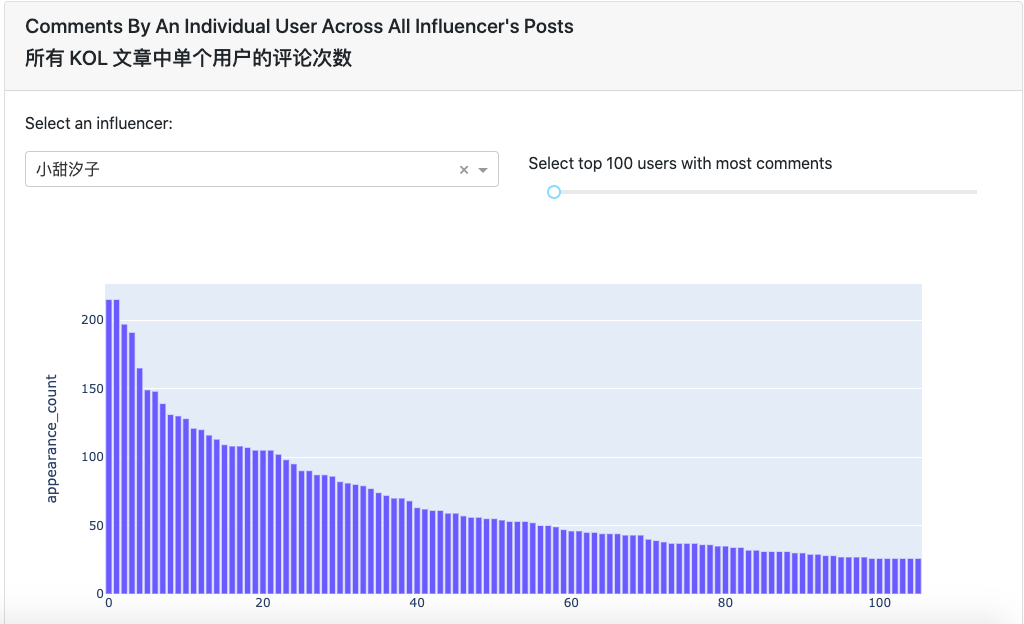 Comments By An Individual User Across All Influencer's Posts
所有 KOL 文章中单个用户的评论次数
Select an influencer:
小甜汐子
Select top 100 users with most comments
200
150
100
50
0
appearance_count
0 20 40 60 80 100